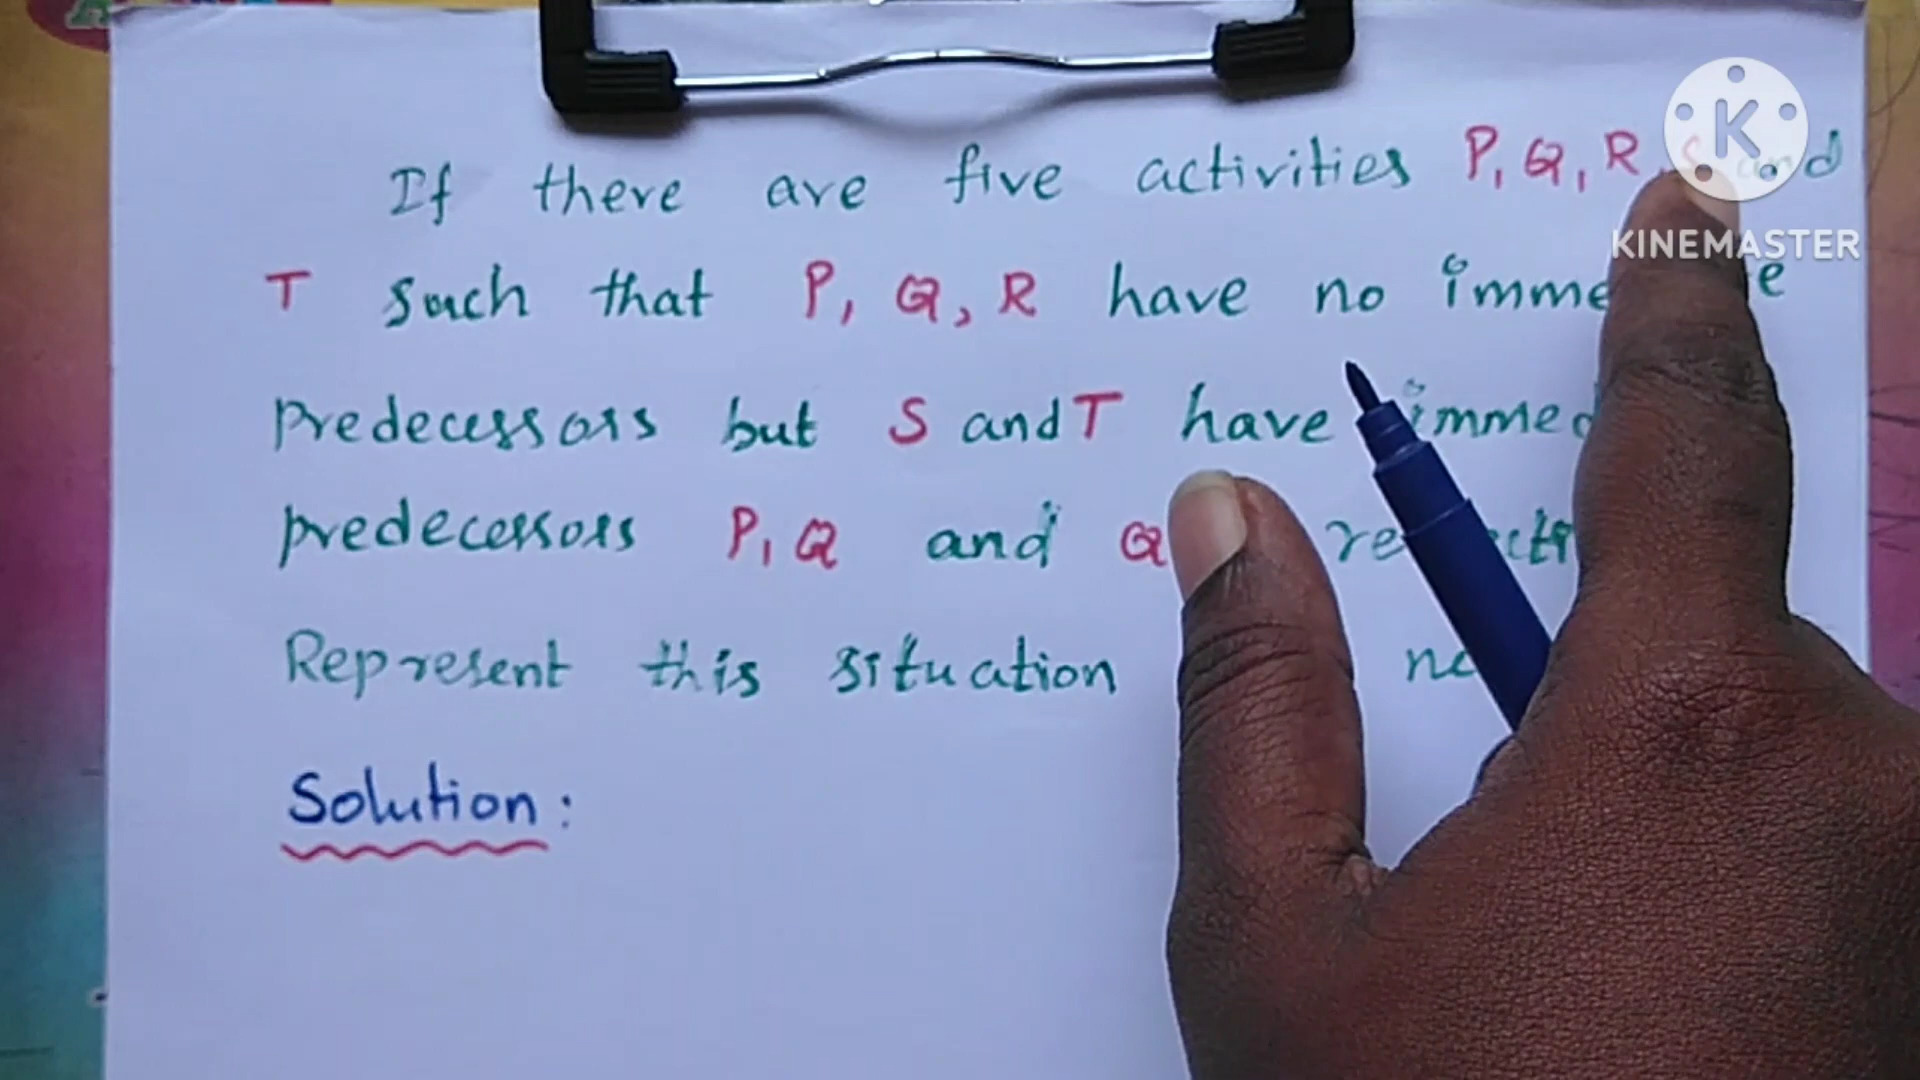 If there are five activities P, Q, R, S and
K
KINEMASTER
T such that P, Q, R have no
predecessors but S and T have
predecessors P, Q and Q
Represent this situation
Solution: